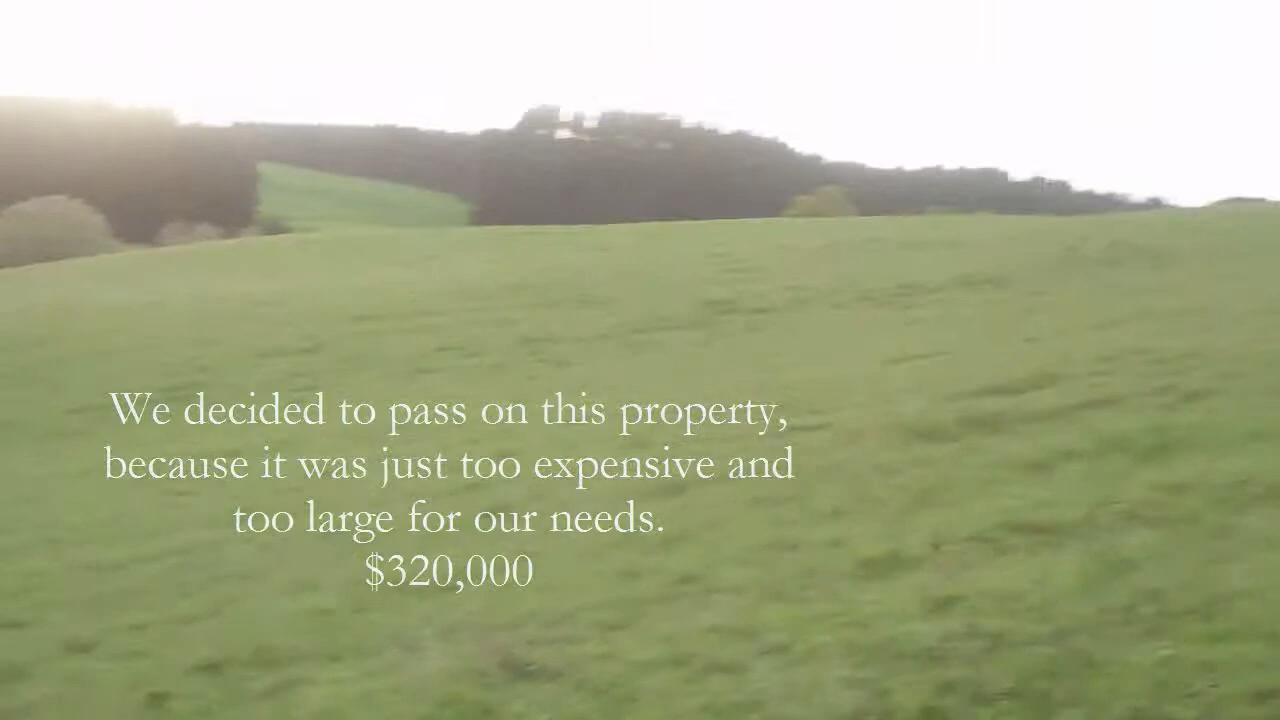 We decided to pass on this property,
because it was just too expensive and
too large for our needs.
$320,000